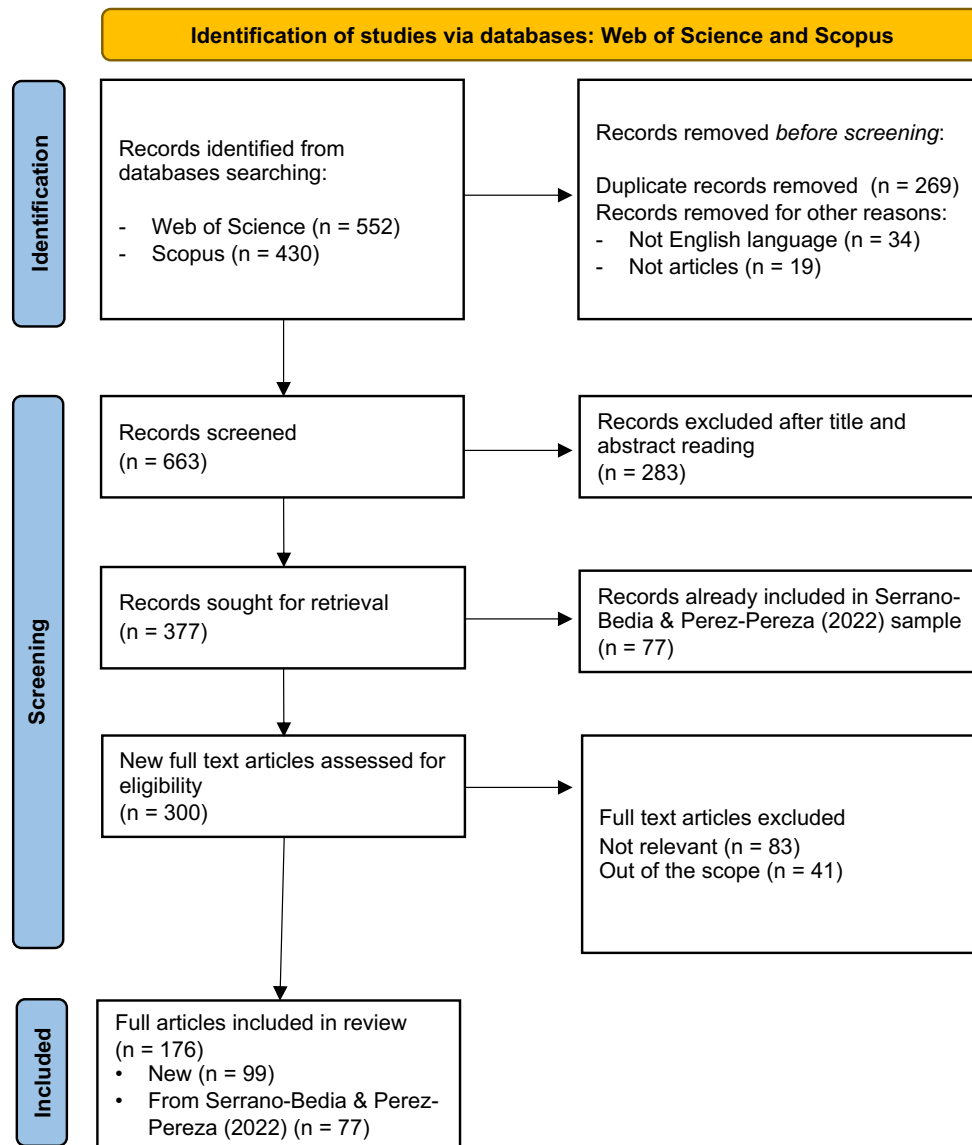 Identification of studies via databases: Web of Science and Scopus
Identification
Records identified from
databases searching:
- Web of Science (n = 552)
- Scopus (n = 430)
Records removed before screening:
Duplicate records removed (n = 269)
Records removed for other reasons:
- Not English language (n = 34)
- Not articles (n = 19)
Screening
Records screened
(n = 663)
Records excluded after title and
abstract reading
(n = 283)
Records sought for retrieval
(n = 377)
Records already included in Serrano-
Bedia & Perez-Pereza (2022) sample
(n = 77)
New full text articles assessed for
eligibility
(n = 300)
Full text articles excluded
Not relevant (n = 83)
Out of the scope (n = 41)
Included
Full articles included in review
(n = 176)
• New (n = 99)
• From Serrano-Bedia & Perez-
Pereza (2022) (n = 77)